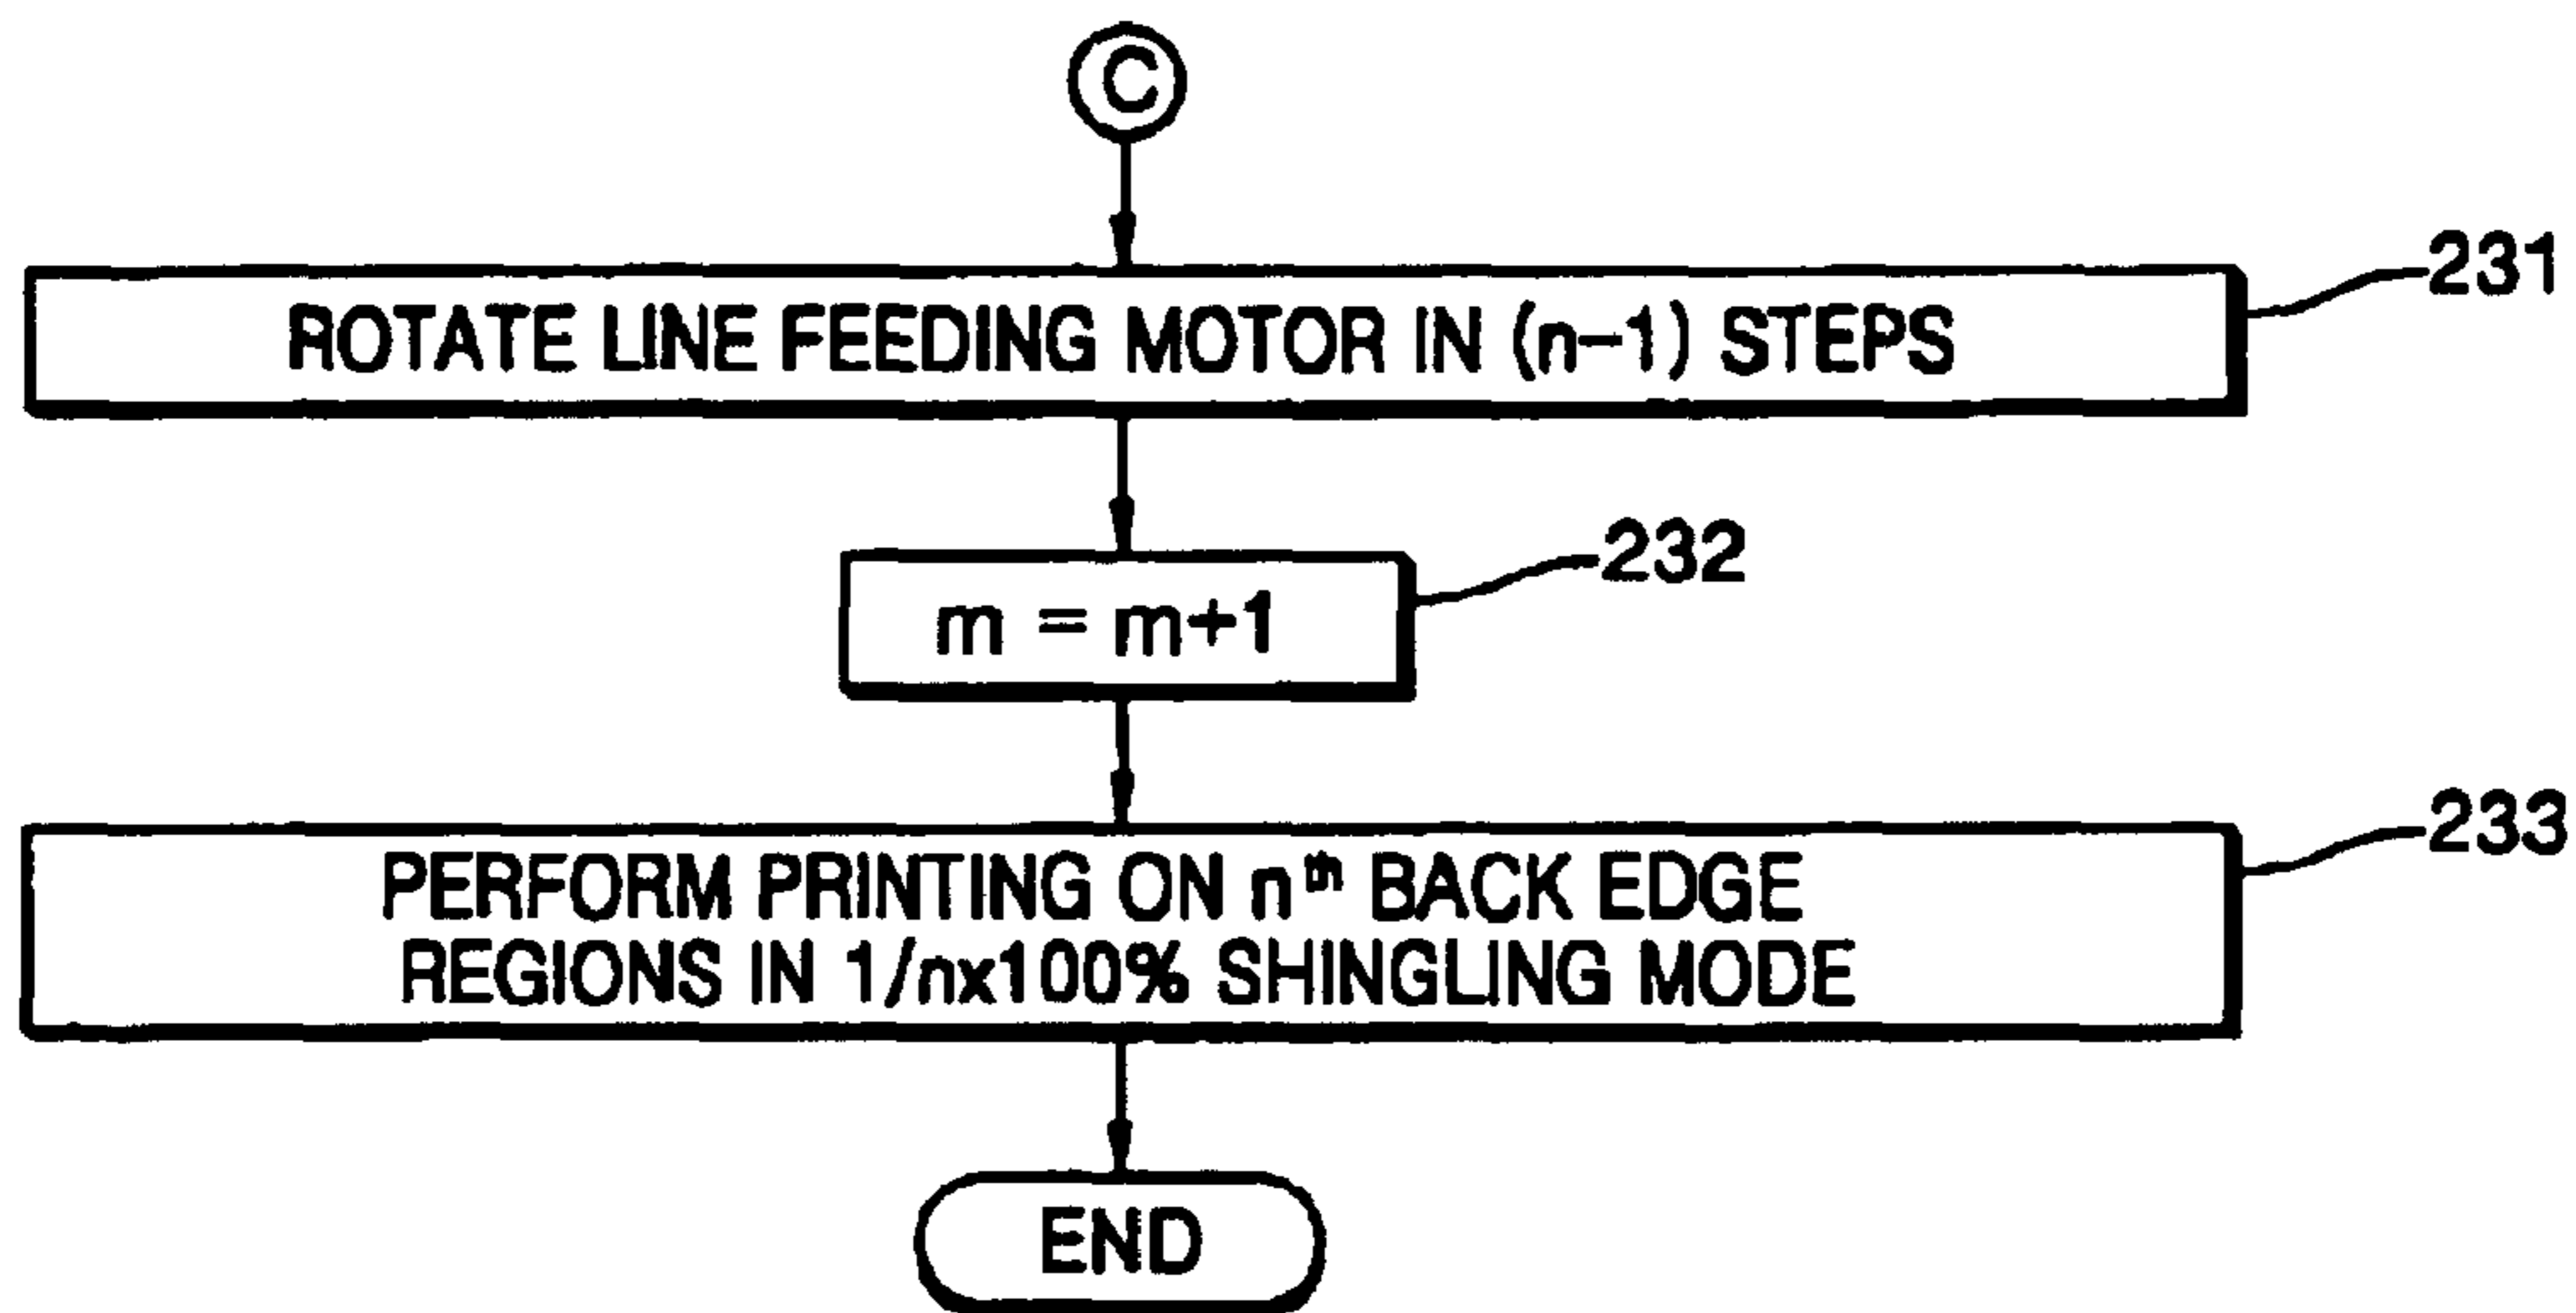 C
231
ROTATE LINE FEEDING MOTOR IN (n-1) STEPS
232
m = m+1
233
PERFORM PRINTING ON nᵗʰ BACK EDGE
REGIONS IN 1/nx100% SHINGLING MODE
END